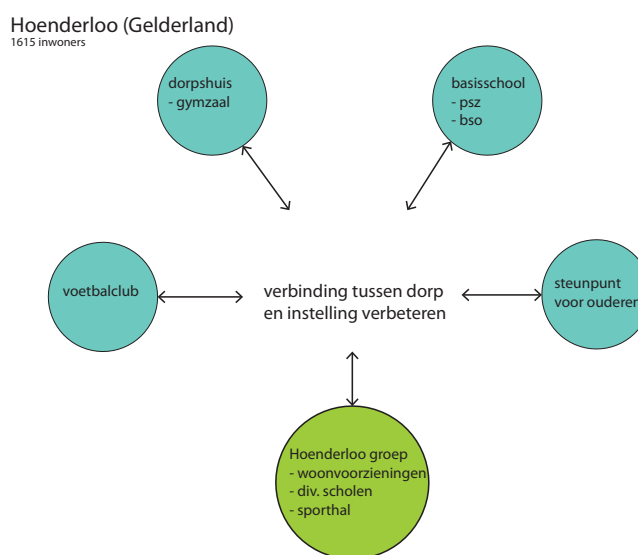 Hoenderloo (Gelderland)
1615 inwoners
dorpshuis
- gymzaal
basisschool
- psz
- bso
voetbalclub
verbinding tussen dorp
en instelling verbeteren
steunpunt
voor ouderen
Hoenderloo groep
- woonvoorzieningen
- div. scholen
- sporthal